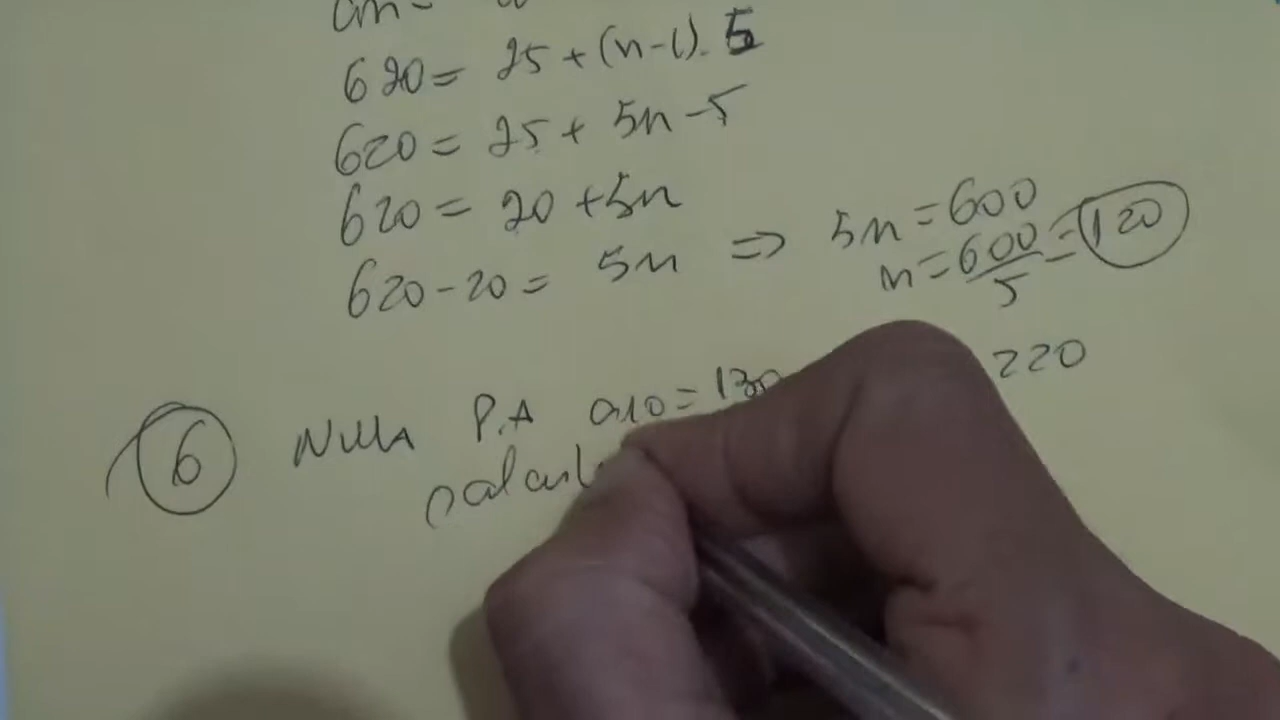 620 = 25 + (n-1). 5
620 = 25 + 5n - 5
620 = 20 + 5n
620 - 20 = 5n => 5n = 600
n = 600/5 = 120
6 Nulla P.A a10 = 130 220